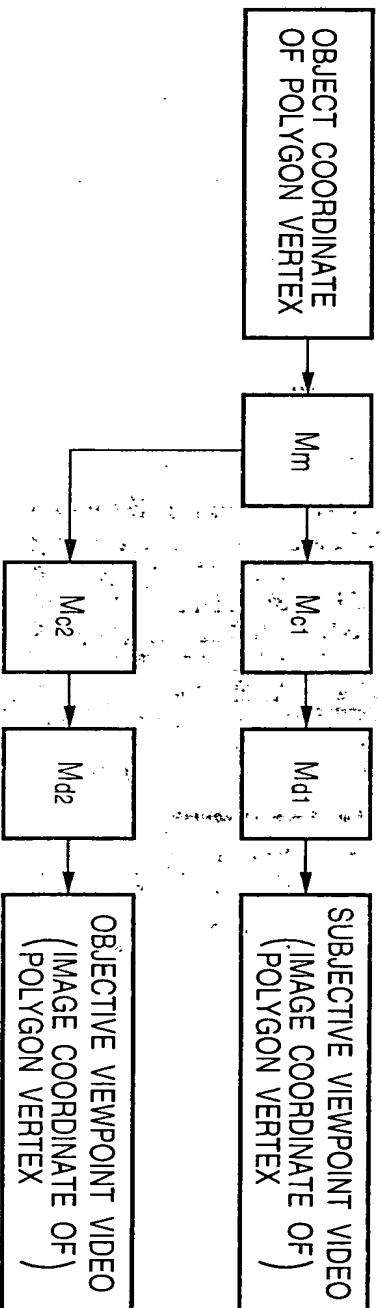 OBJECT COORDINATE
OF POLYGON VERTEX
Mm
Mc1
Md1
SUBJECTIVE VIEWPOINT VIDEO
(IMAGE COORDINATE OF)
(POLYGON VERTEX)
Mc2
Md2
OBJECTIVE VIEWPOINT VIDEO
(IMAGE COORDINATE OF)
(POLYGON VERTEX)